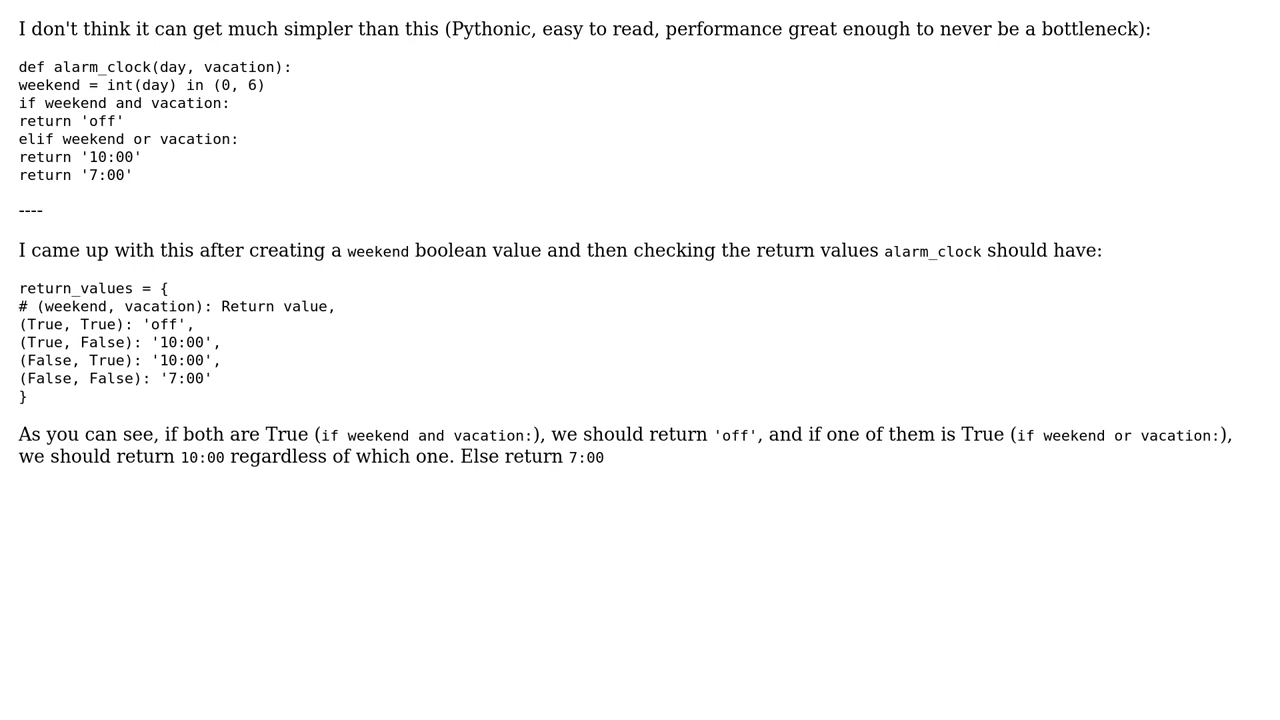 I don't think it can get much simpler than this (Pythonic, easy to read, performance great enough to never be a bottleneck):
def alarm_clock(day, vacation):
weekend = int(day) in (0, 6)
if weekend and vacation:
return 'off'
elif weekend or vacation:
return '10:00'
return '7:00'
----
I came up with this after creating a weekend boolean value and then checking the return values alarm_clock should have:
return_values = {
# (weekend, vacation): Return value,
(True, True): 'off',
(True, False): '10:00',
(False, True): '10:00',
(False, False): '7:00'
}
As you can see, if both are True (if weekend and vacation:), we should return 'off', and if one of them is True (if weekend or vacation:),
we should return 10:00 regardless of which one. Else return 7:00